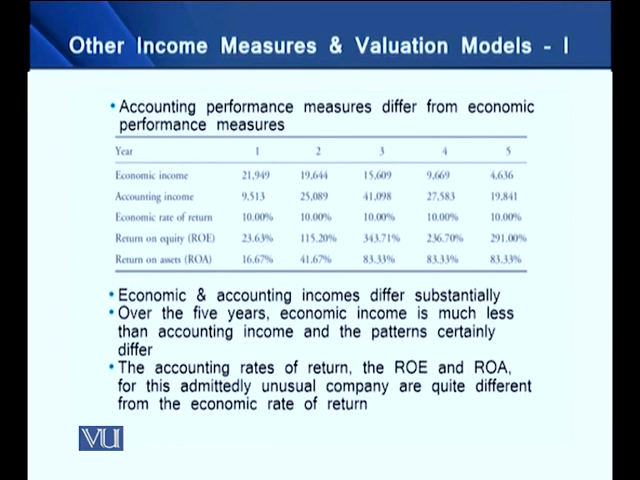 Other Income Measures & Valuation Models - I
•Accounting performance measures differ from economic
performance measures
Year 1 2 3 4 5
Economic income 21,949 19,644 15,609 9,669 4,636
Accounting income 9,513 25,089 41,098 27,583 19,841
Economic rate of return 10.00% 10.00% 10.00% 10.00% 10.00%
Return on equity (ROE) 23.63% 115.20% 343.71% 236.70% 291.00%
Return on assets (ROA) 16.67% 41.67% 83.33% 83.33% 83.33%
•Economic & accounting incomes differ substantially
•Over the five years, economic income is much less
than accounting income and the patterns certainly
differ
•The accounting rates of return, the ROE and ROA,
for this admittedly unusual company are quite different
from the economic rate of return
VU